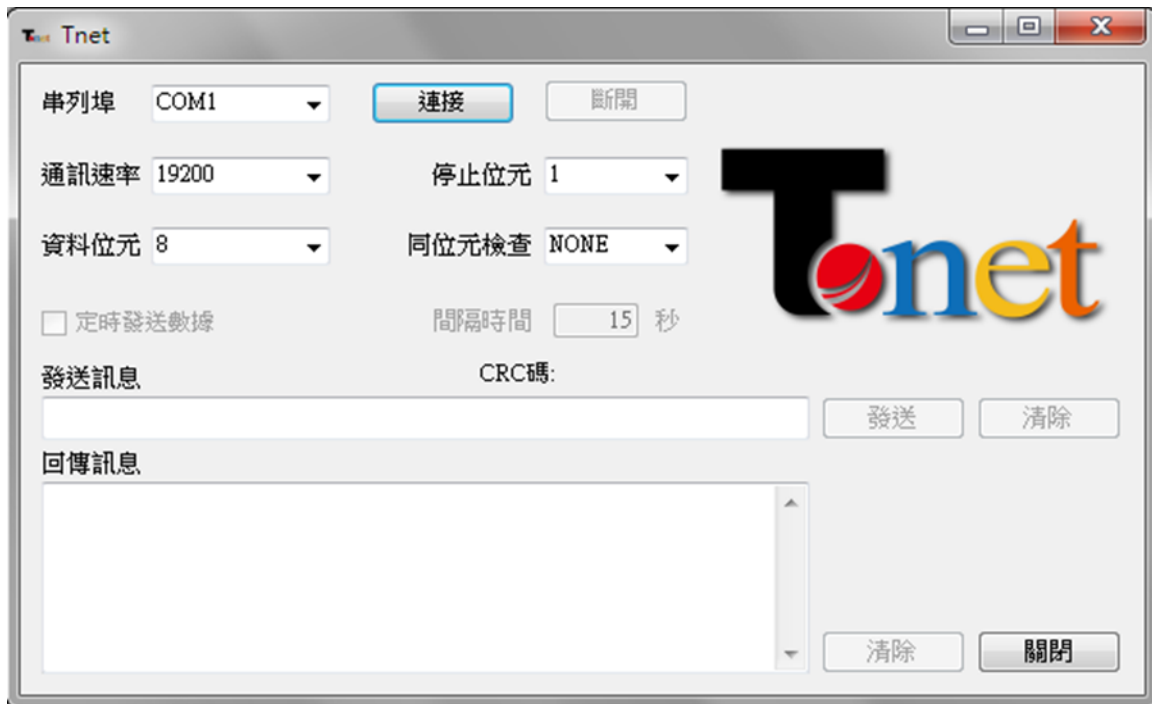 Tnet Tnet
串列埠 COM1 連接 斷開
通訊速率 19200 停止位元 1
資料位元 8 同位元檢查 NONE
Tonet
定時發送數據 間隔時間 15 秒
發送訊息 CRC碼:
發送 清除
回傳訊息
清除 關閉